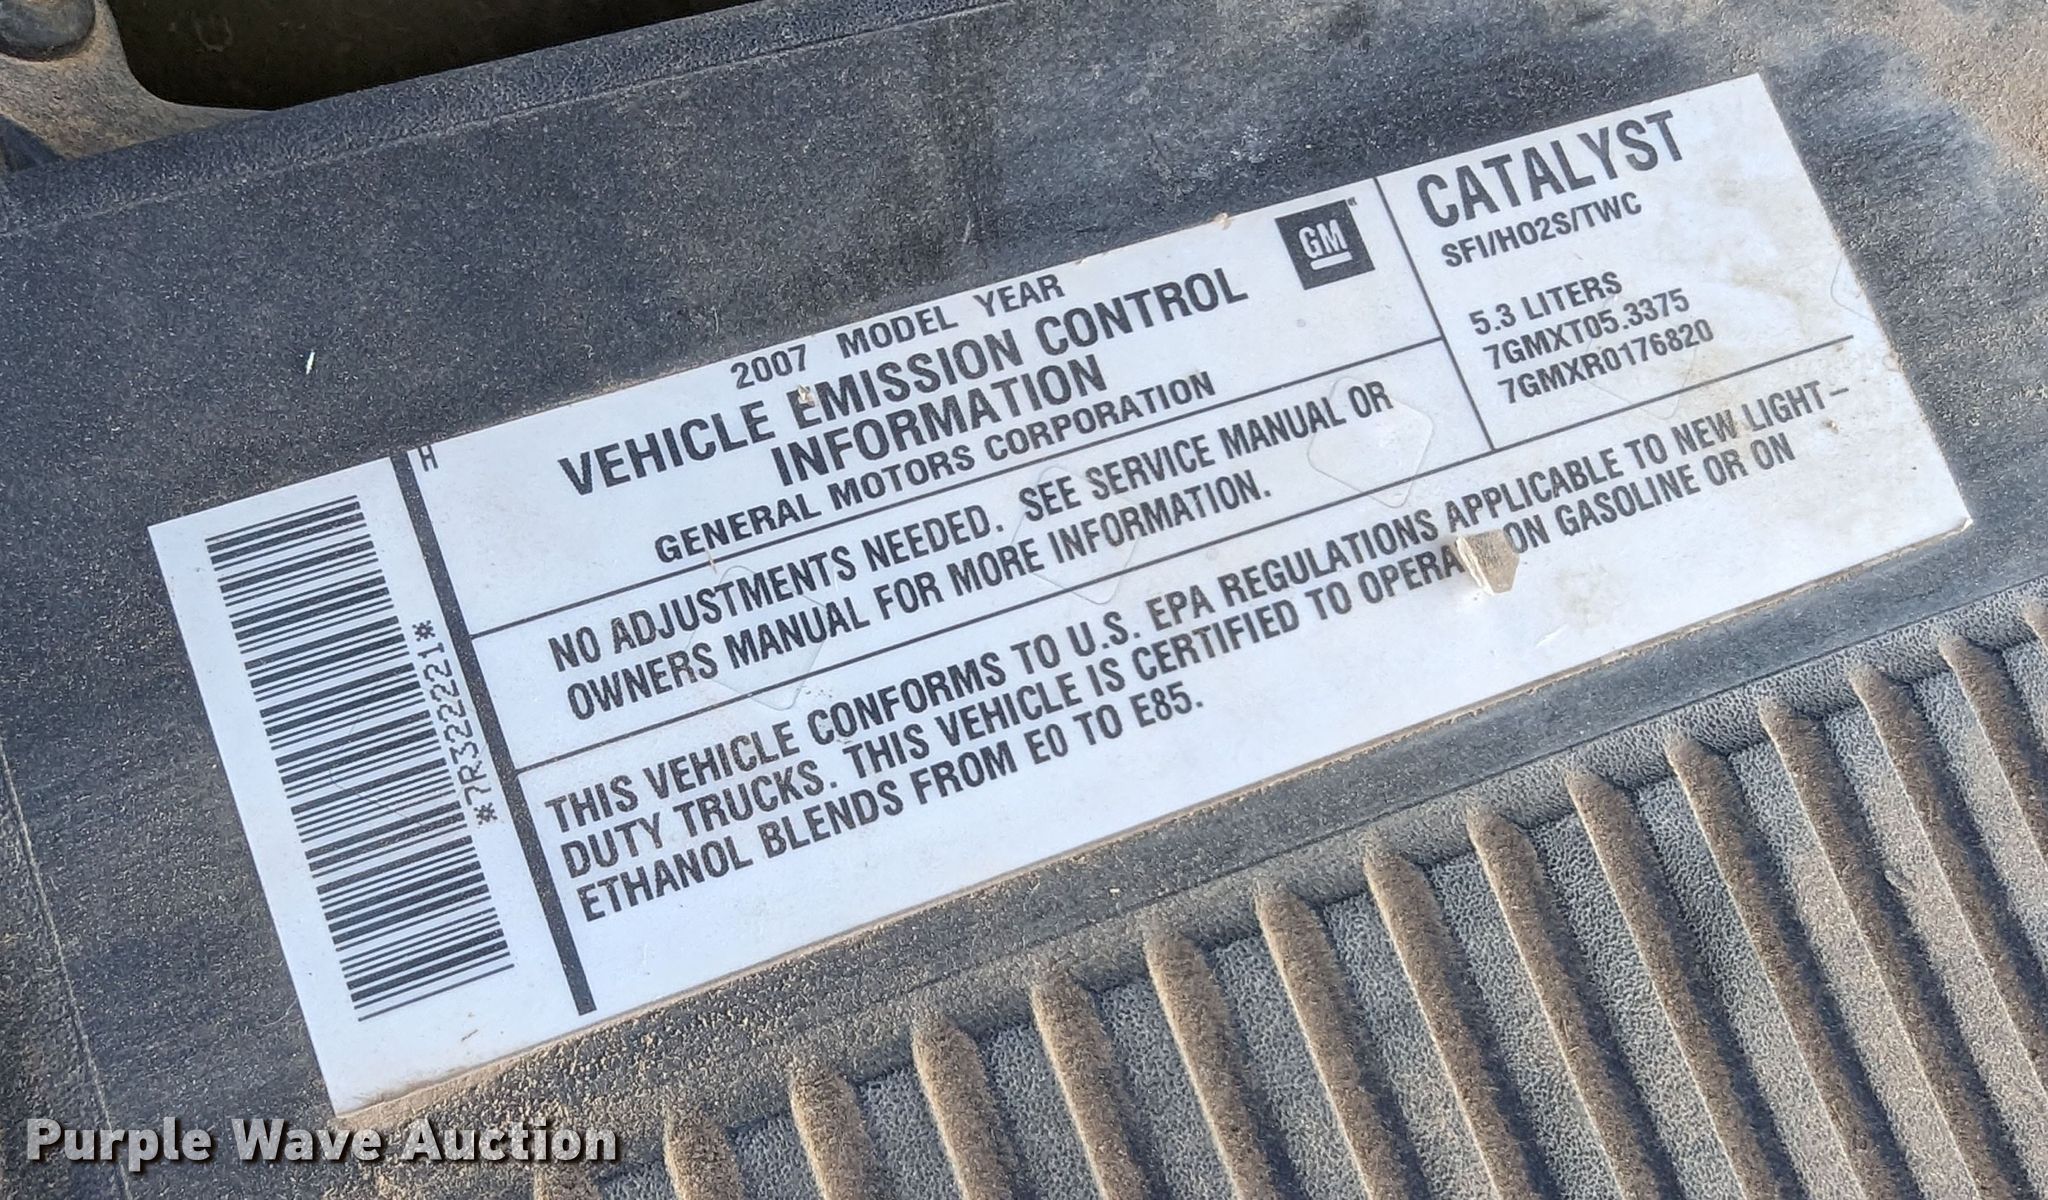 2007 MODEL YEAR
VEHICLE EMISSION CONTROL
INFORMATION
GENERAL MOTORS CORPORATION
GM
CATALYST
SFI/HO2S/TWC
5.3 LITERS
7GMXT05.3375
7GMXR0176820
H
*7R322221*
NO ADJUSTMENTS NEEDED. SEE SERVICE MANUAL OR
OWNERS MANUAL FOR MORE INFORMATION.
THIS VEHICLE CONFORMS TO U.S. EPA REGULATIONS APPLICABLE TO NEW LIGHT-
DUTY TRUCKS. THIS VEHICLE IS CERTIFIED TO ON GASOLINE OR ON
ETHANOL BLENDS FROM E0 TO E85.
Purple Wave Auction